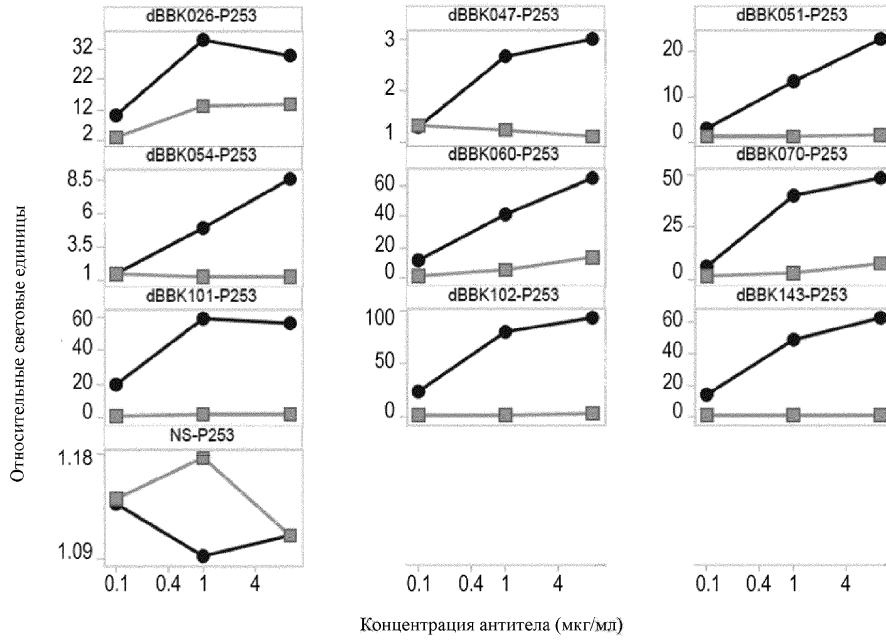 dBBK026-P253
dBBK047-P253
dBBK051-P253
32
22
12
2
3
2
1
20
10
0
dBBK054-P253
dBBK060-P253
dBBK070-P253
8.5
6
3.5
1
60
40
20
0
50
25
0
dBBK101-P253
dBBK102-P253
dBBK143-P253
60
40
20
0
100
50
0
60
40
20
0
NS-P253
1.18
1.09
0.1 0.4 1 4
0.1 0.4 1 4
0.1 0.4 1 4
Относительные световые единицы
Концентрация антитела (мкг/мл)